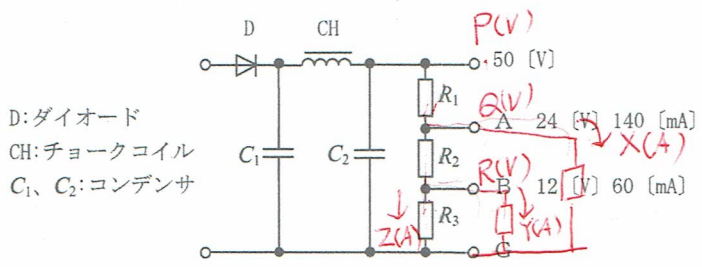 D
CH
P(V)
50 〔V〕
R₁
Q(V)
A 24 〔V〕 140 〔mA〕
X(A)
D:ダイオード
CH:チョークコイル
C₁、C₂:コンデンサ
C₁
C₂
R₂
R(V)
B 12 〔V〕 60 〔mA〕
R₃
Z(A)
Y(A)
C